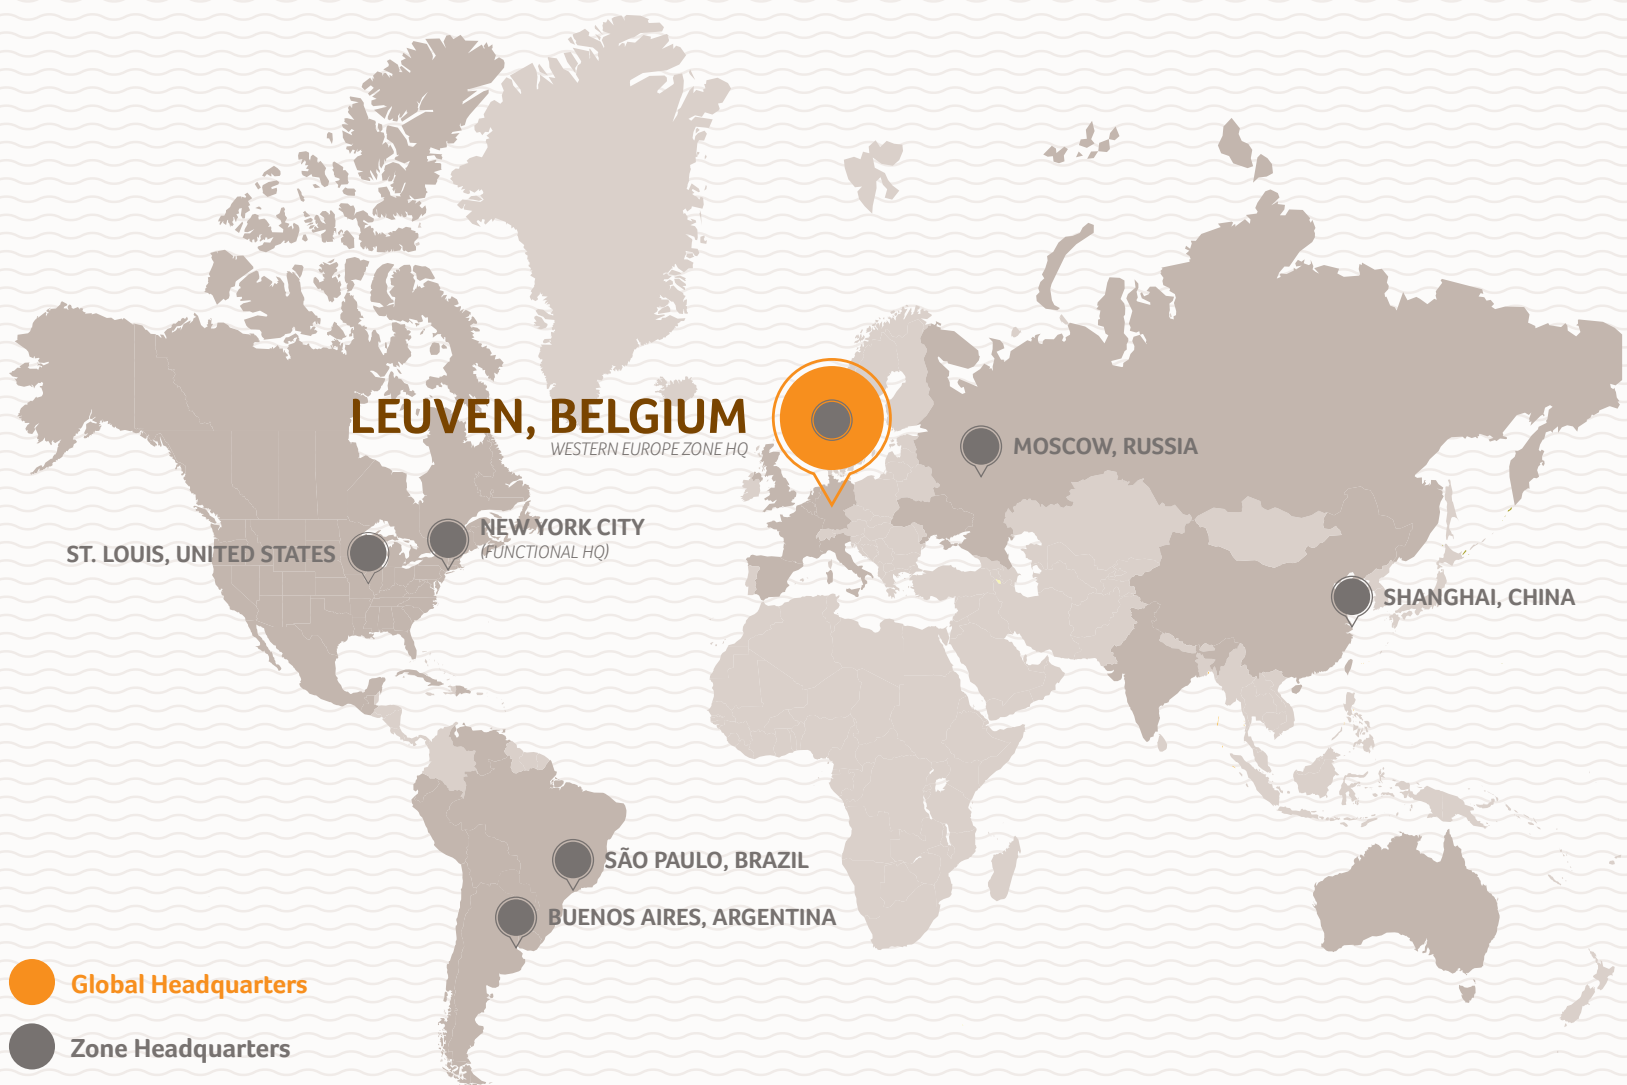 LEUVEN, BELGIUM
WESTERN EUROPE ZONE HQ
MOSCOW, RUSSIA
NEW YORK CITY
(FUNCTIONAL HQ)
ST. LOUIS, UNITED STATES
SHANGHAI, CHINA
SÃO PAULO, BRAZIL
BUENOS AIRES, ARGENTINA
Global Headquarters
Zone Headquarters